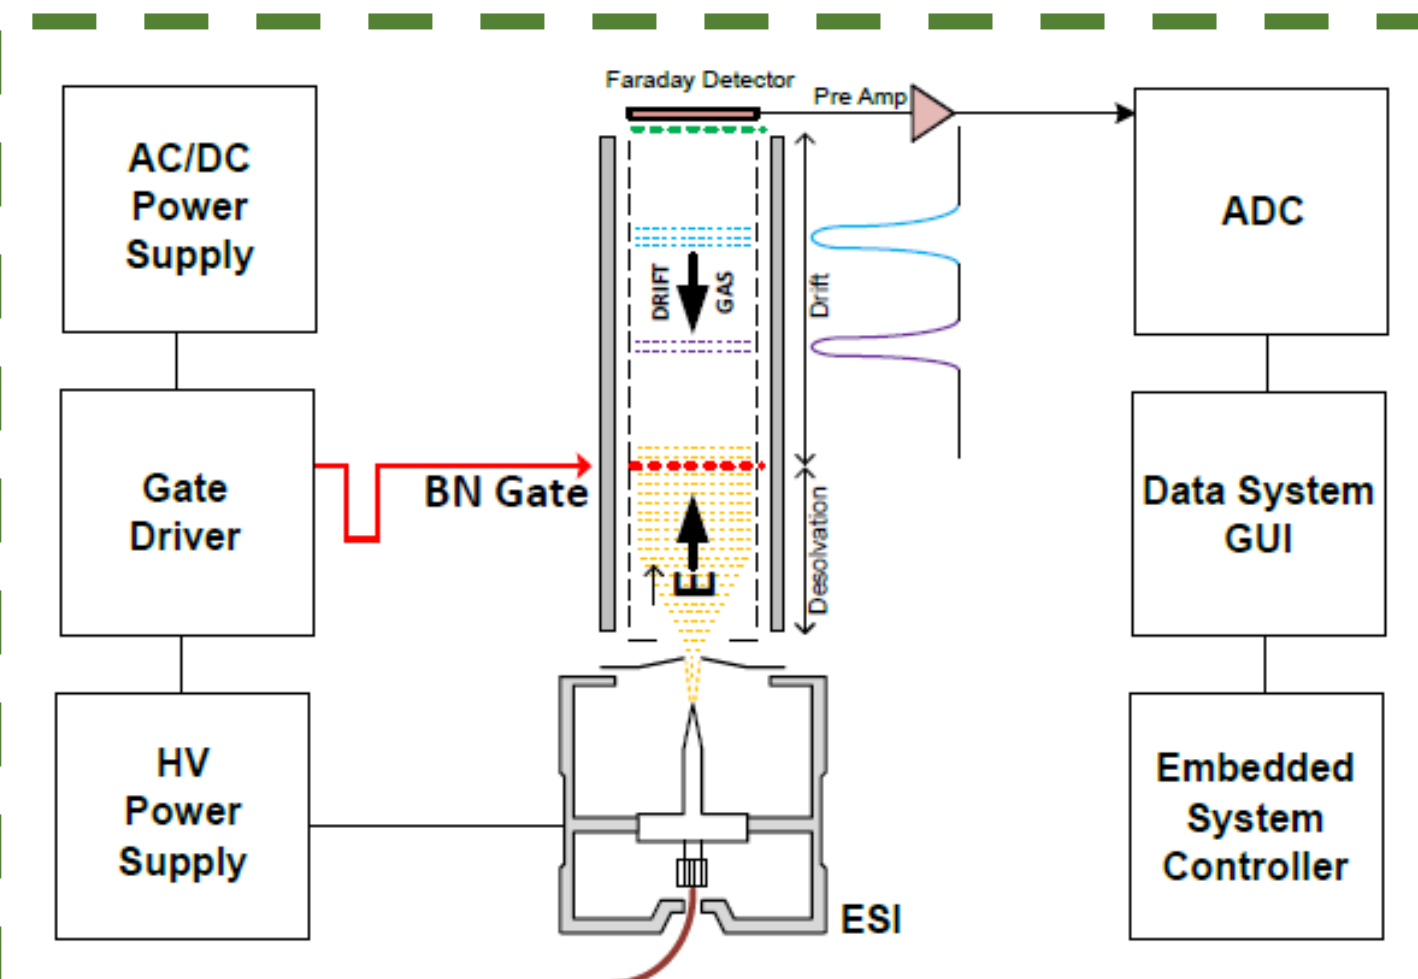 Faraday Detector
Pre Amp
AC/DC
Power
Supply
ADC
DRIFT
GAS
Drift
Gate
Driver
BN Gate
Desolvation
E
Data System
GUI
HV
Power
Supply
Embedded
System
Controller
ESI